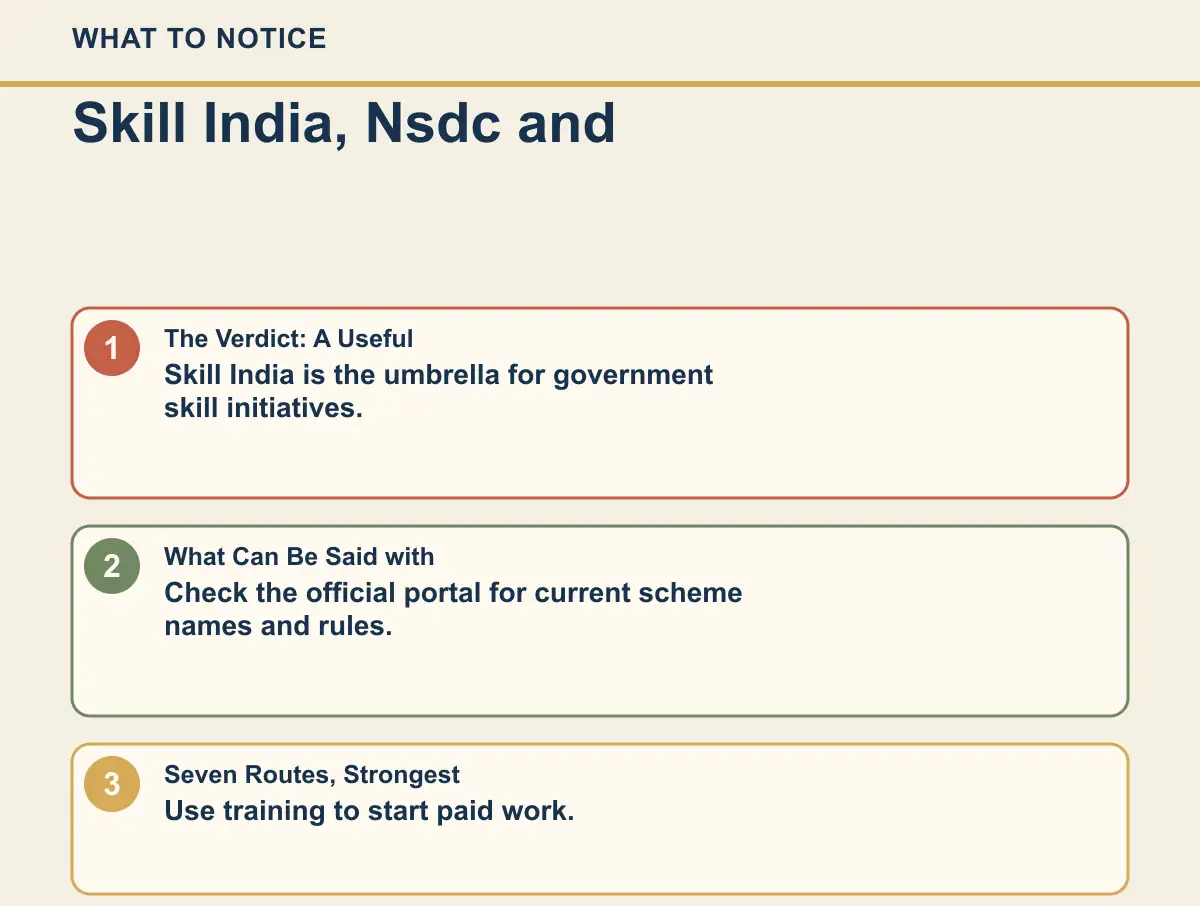 WHAT TO NOTICE
Skill India, Nsdc and
1
The Verdict: A Useful
Skill India is the umbrella for government
skill initiatives.
2
What Can Be Said with
Check the official portal for current scheme
names and rules.
3
Seven Routes, Strongest
Use training to start paid work.